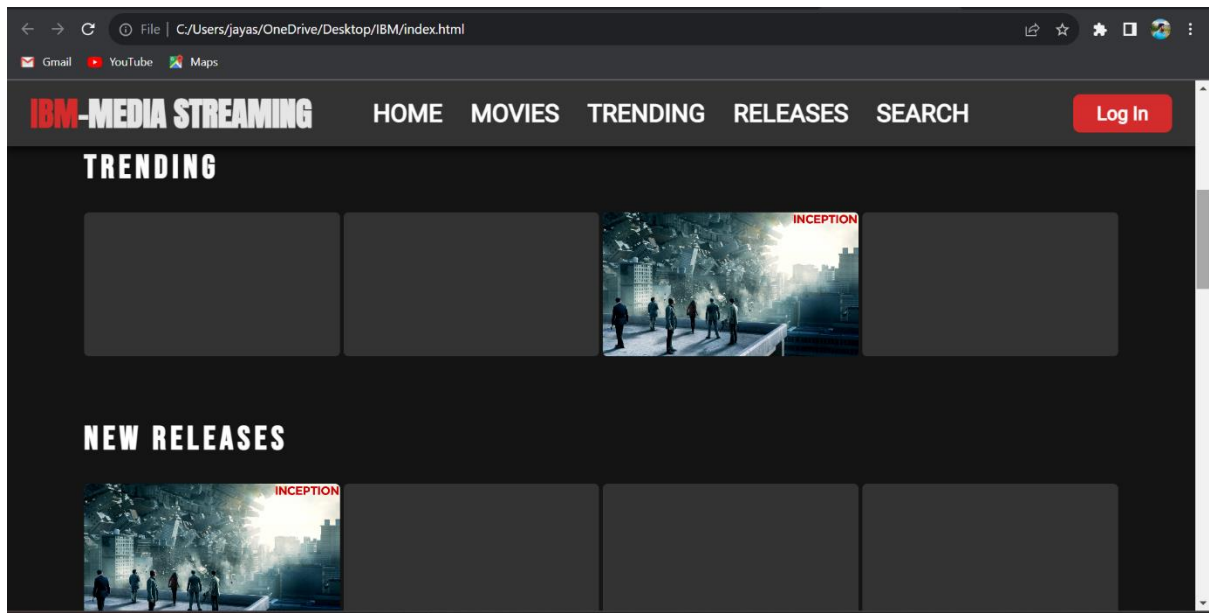 File | C:/Users/jayas/OneDrive/Desktop/IBM/index.html
Gmail YouTube Maps
IBM-MEDIA STREAMING HOME MOVIES TRENDING RELEASES SEARCH Log In
TRENDING
INCEPTION
NEW RELEASES
INCEPTION